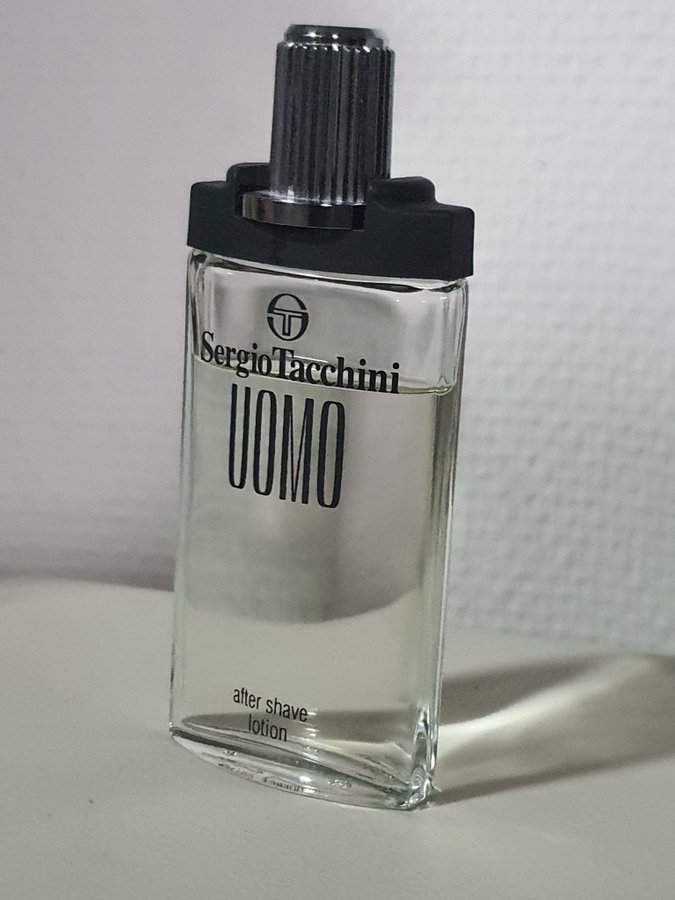 Sergio Tacchini
UOMO
after shave
lotion